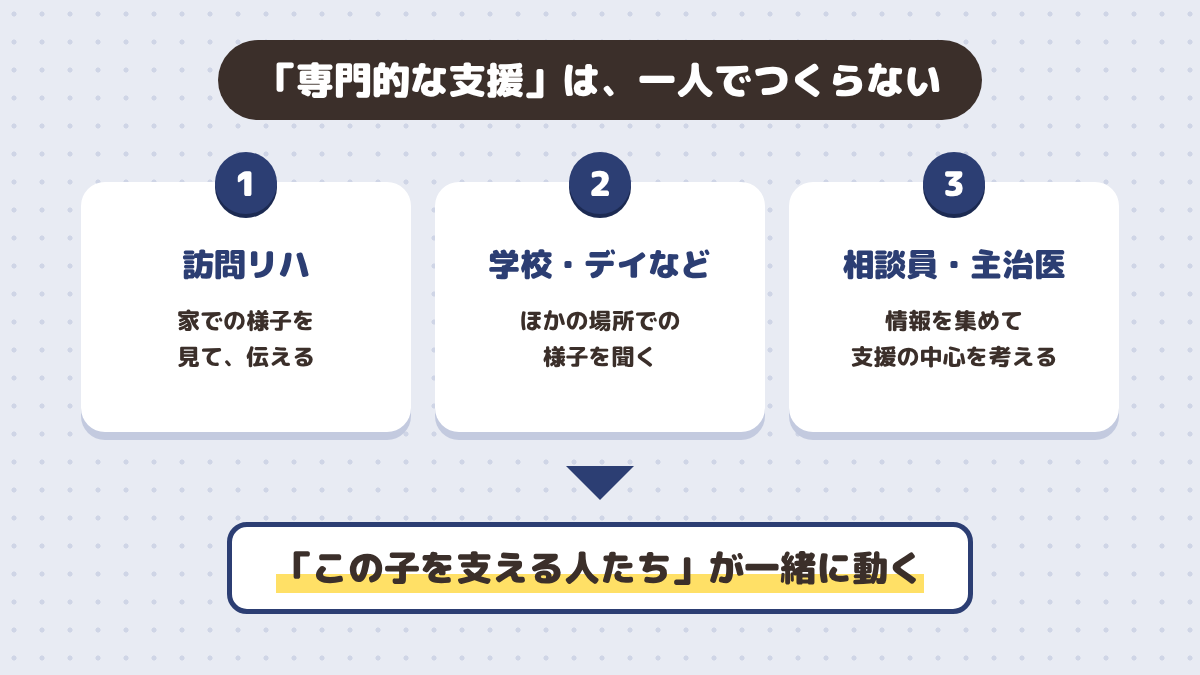 「専門的な支援」は、一人でつくらない
1
訪問リハ
家での様子を
見て、伝える
2
学校・デイなど
ほかの場所での
様子を聞く
3
相談員・主治医
情報を集めて
支援の中心を考える
「この子を支える人たち」が一緒に動く